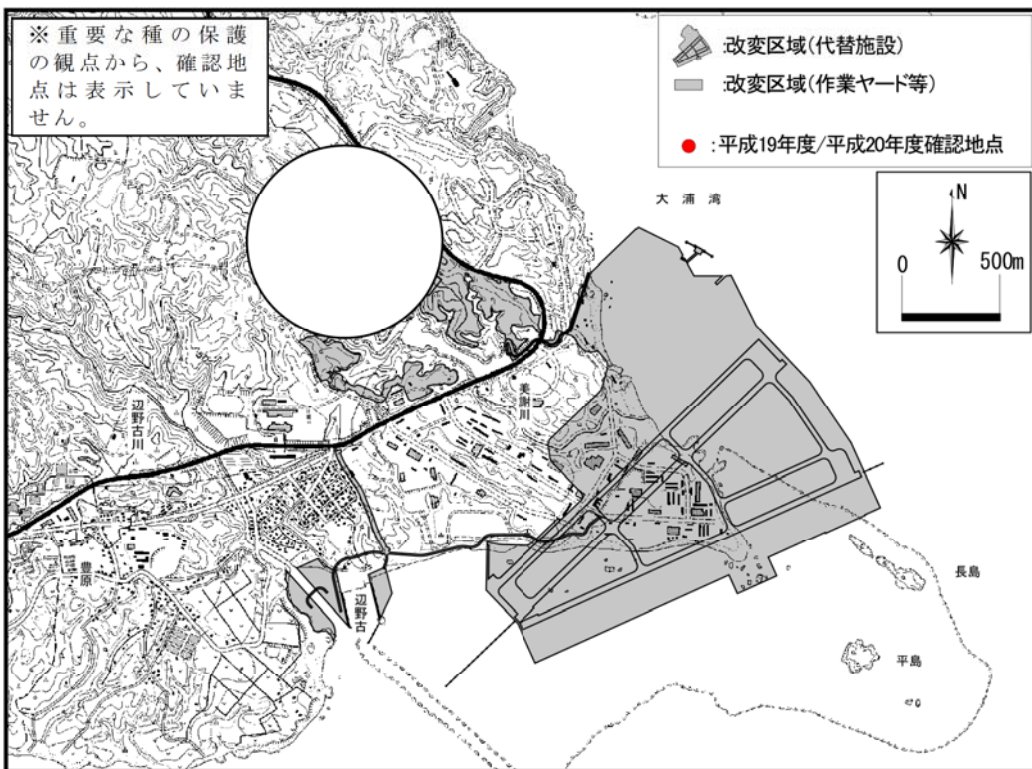 ※重要な種の保護
の観点から、確認地
点は表示していま
せん。
:改変区域(代替施設)
:改変区域(作業ヤード等)
:平成19年度/平成20年度確認地点
大浦湾
N
0 500m
美謝川
辺野古川
豊原
辺野古
長島
平島